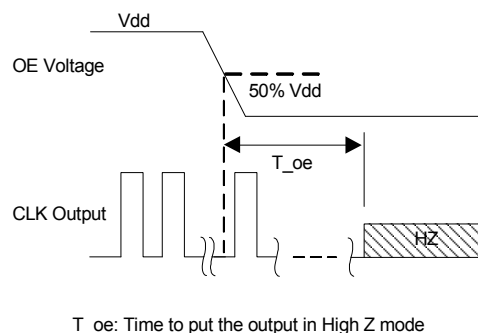 Vdd
OE Voltage
50% Vdd
T_oe
CLK Output
HZ
T_oe: Time to put the output in High Z mode